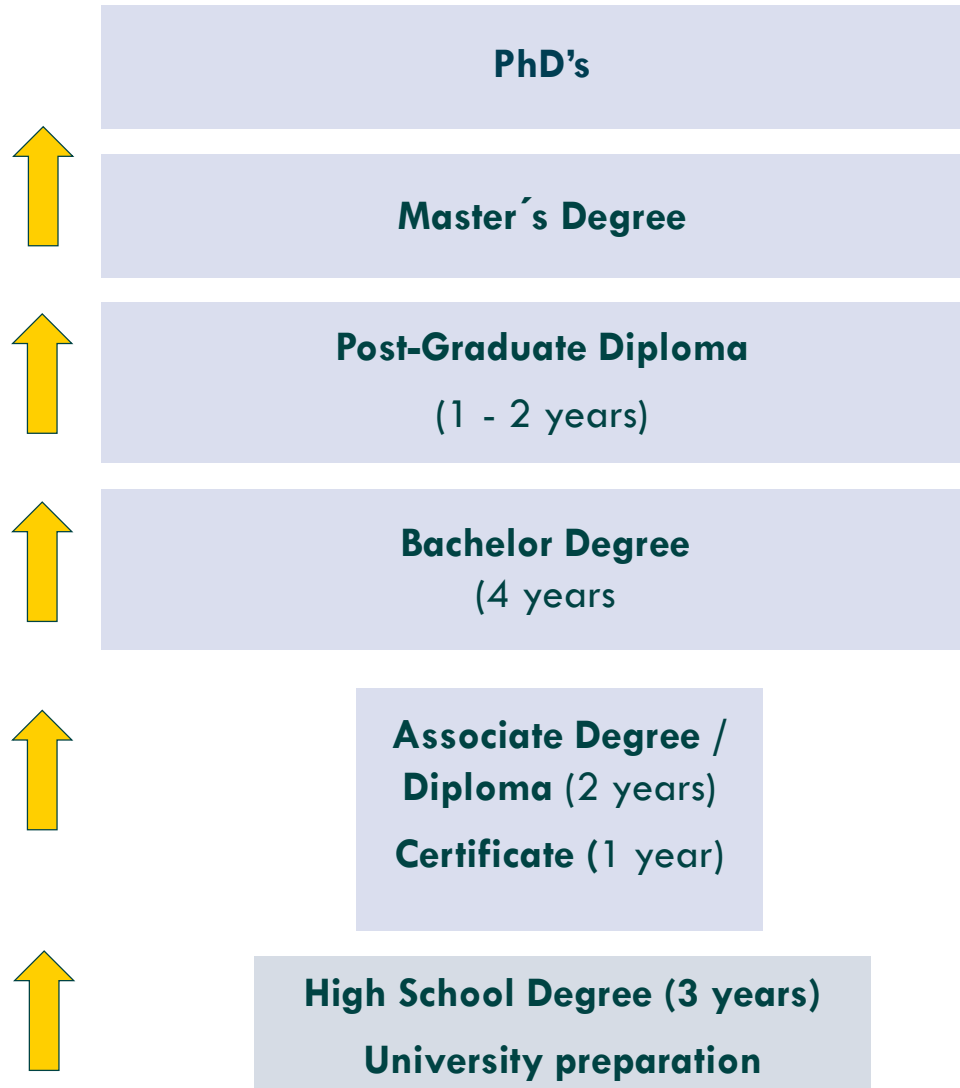 PhD’s
Master´s Degree
Post-Graduate Diploma
(1 - 2 years)
Bachelor Degree
(4 years
Associate Degree /
Diploma (2 years)
Certificate (1 year)
High School Degree (3 years)
University preparation